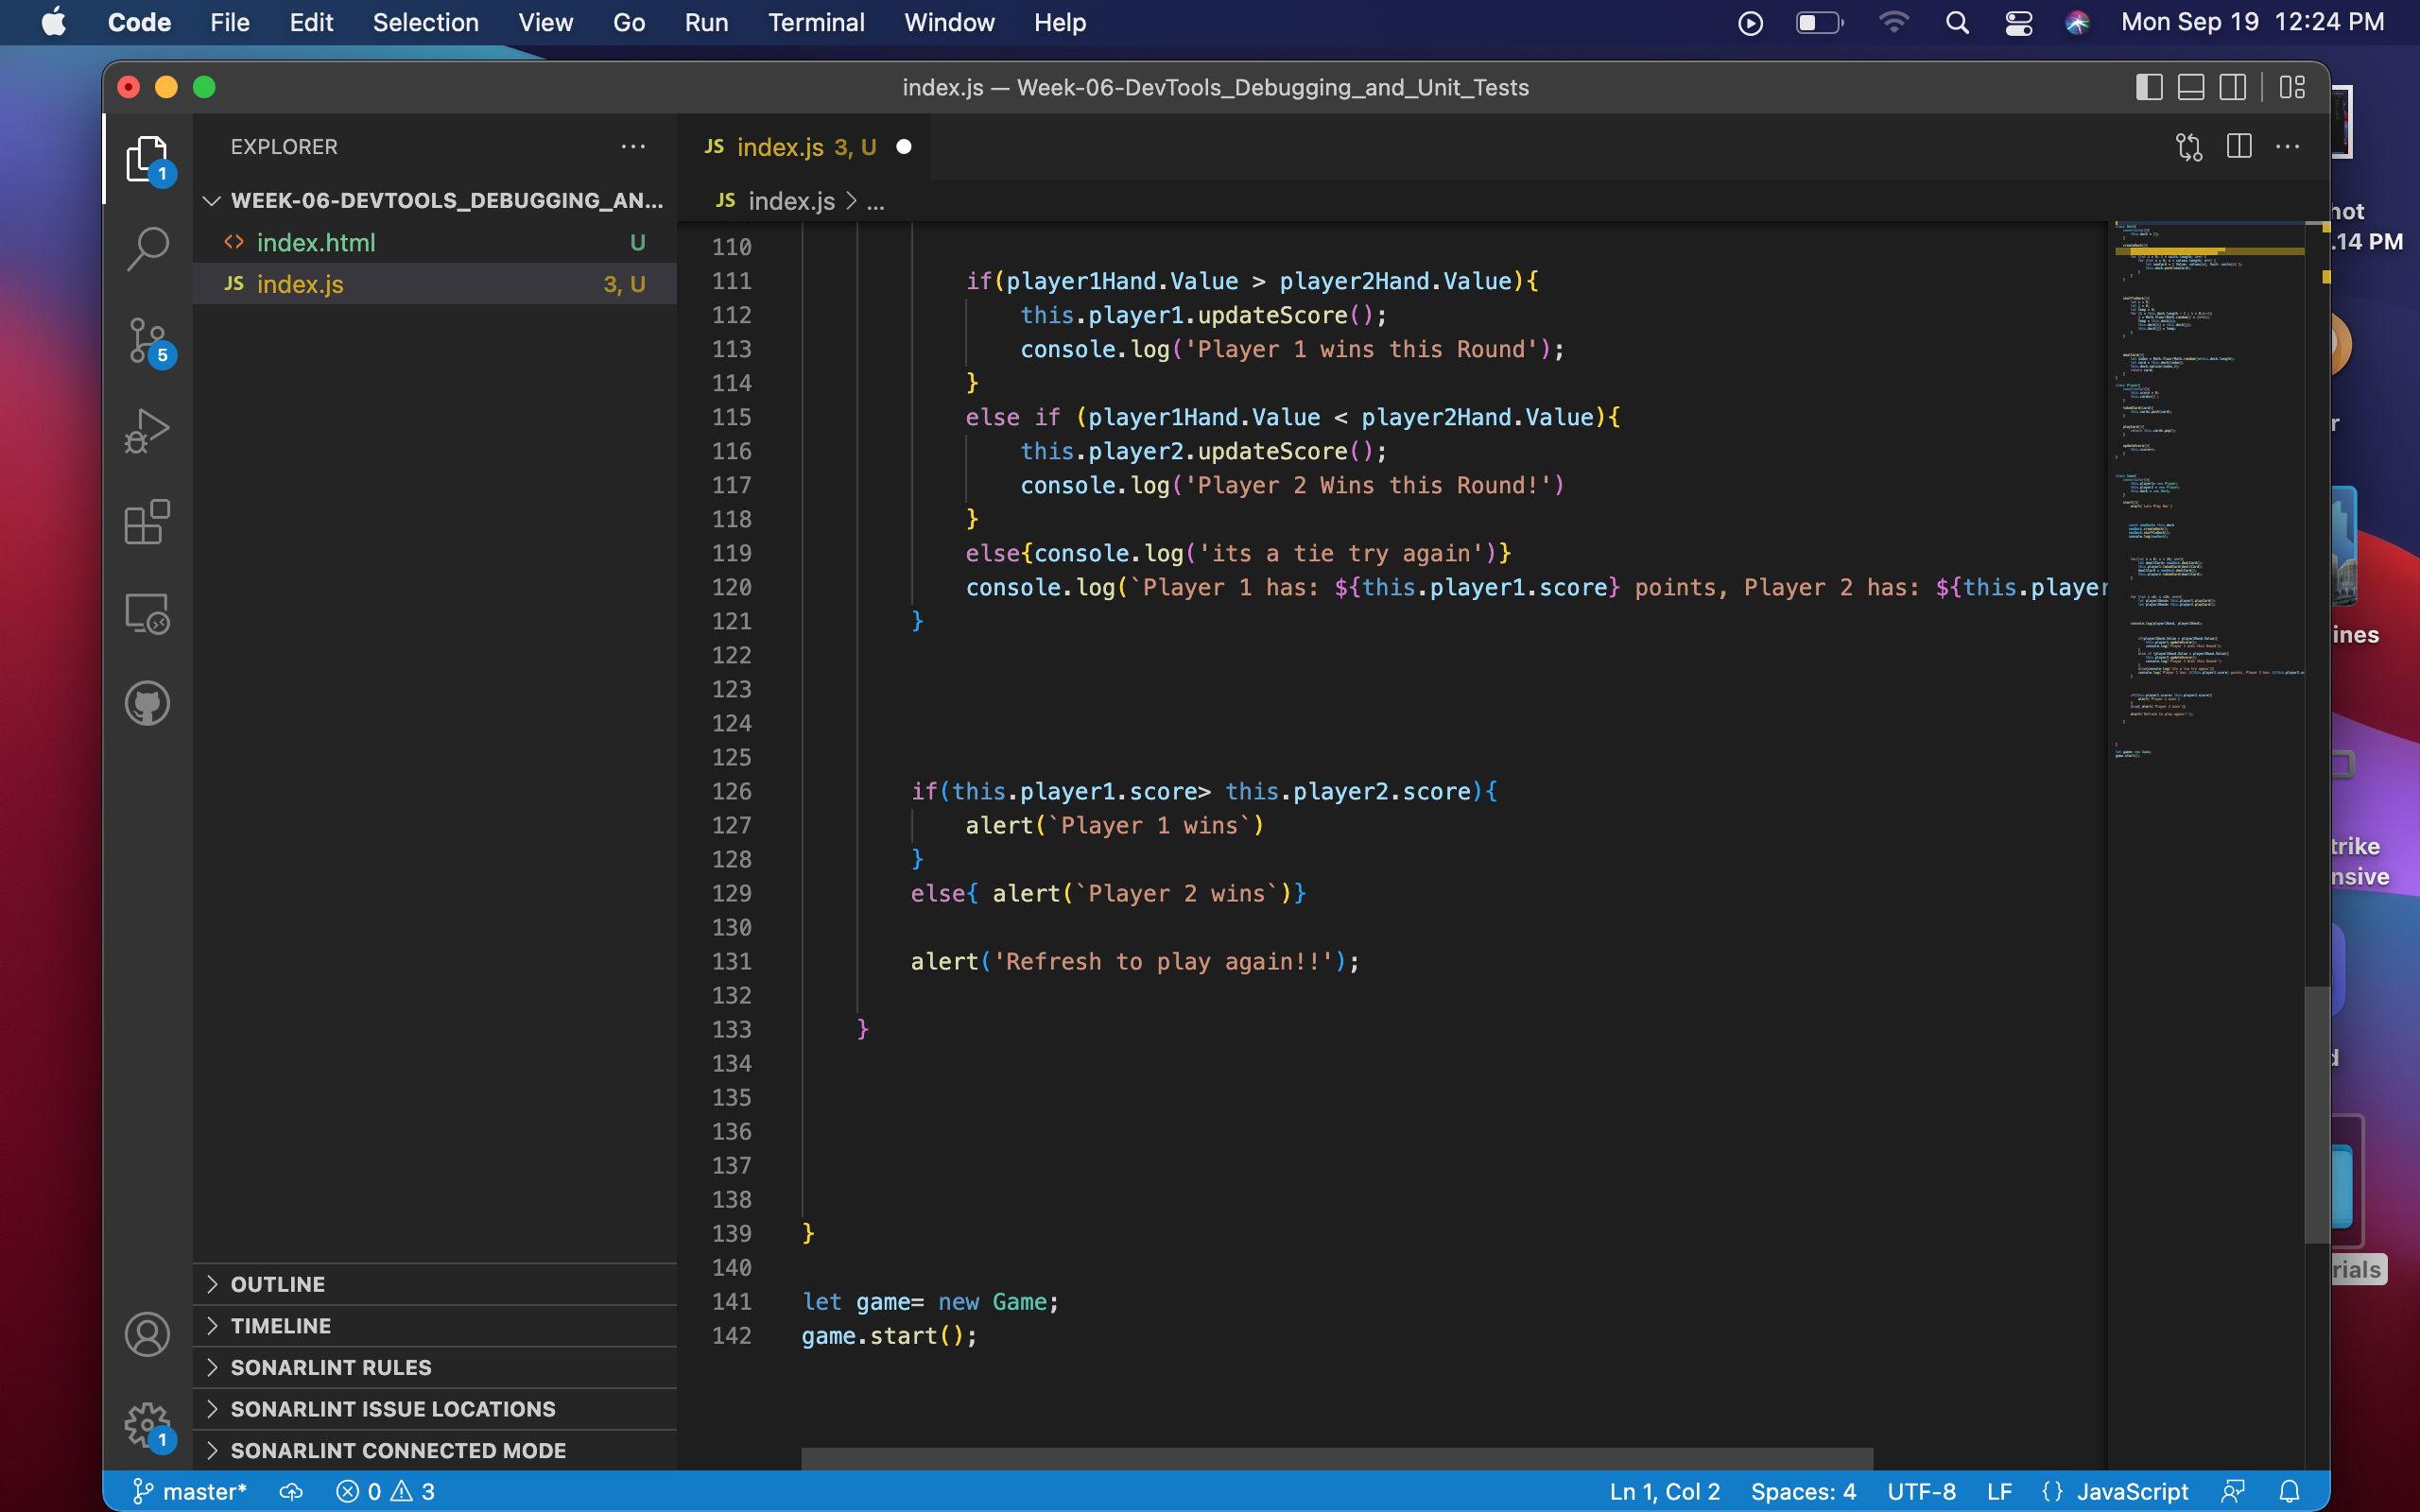 Code File Edit Selection View Go Run Terminal Window Help Mon Sep 19 12:24 PM
index.js — Week-06-DevTools_Debugging_and_Unit_Tests
EXPLORER ...
JS index.js 3, U
WEEK-06-DEVTOOLS_DEBUGGING_AN...
JS index.js > ...
<> index.html U
JS index.js 3, U
1
5
110
111 if(player1Hand.Value > player2Hand.Value){
112 this.player1.updateScore();
113 console.log('Player 1 wins this Round');
114 }
115 else if (player1Hand.Value < player2Hand.Value){
116 this.player2.updateScore();
117 console.log('Player 2 Wins this Round!')
118 }
119 else{console.log('its a tie try again')}
120 console.log(`Player 1 has: ${this.player1.score} points, Player 2 has: ${this.player
121 }
122
123
124
125
126 if(this.player1.score> this.player2.score){
127 alert(`Player 1 wins`)
128 }
129 else{ alert(`Player 2 wins`)}
130
131 alert('Refresh to play again!!');
132
133 }
134
135
136
137
138
139 }
140
141 let game= new Game;
142 game.start();
OUTLINE
TIMELINE
SONARLINT RULES
SONARLINT ISSUE LOCATIONS
SONARLINT CONNECTED MODE
1
master* 0 3 Ln 1, Col 2 Spaces: 4 UTF-8 LF {} JavaScript
.14 PM